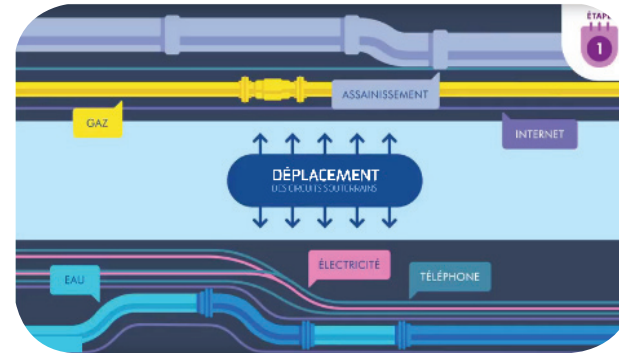 ÉTAPE
1
ASSAINISSEMENT
GAZ
INTERNET
DÉPLACEMENT
DES CIRCUITS SOUTERRAINS
ÉLECTRICITÉ
EAU
TÉLÉPHONE